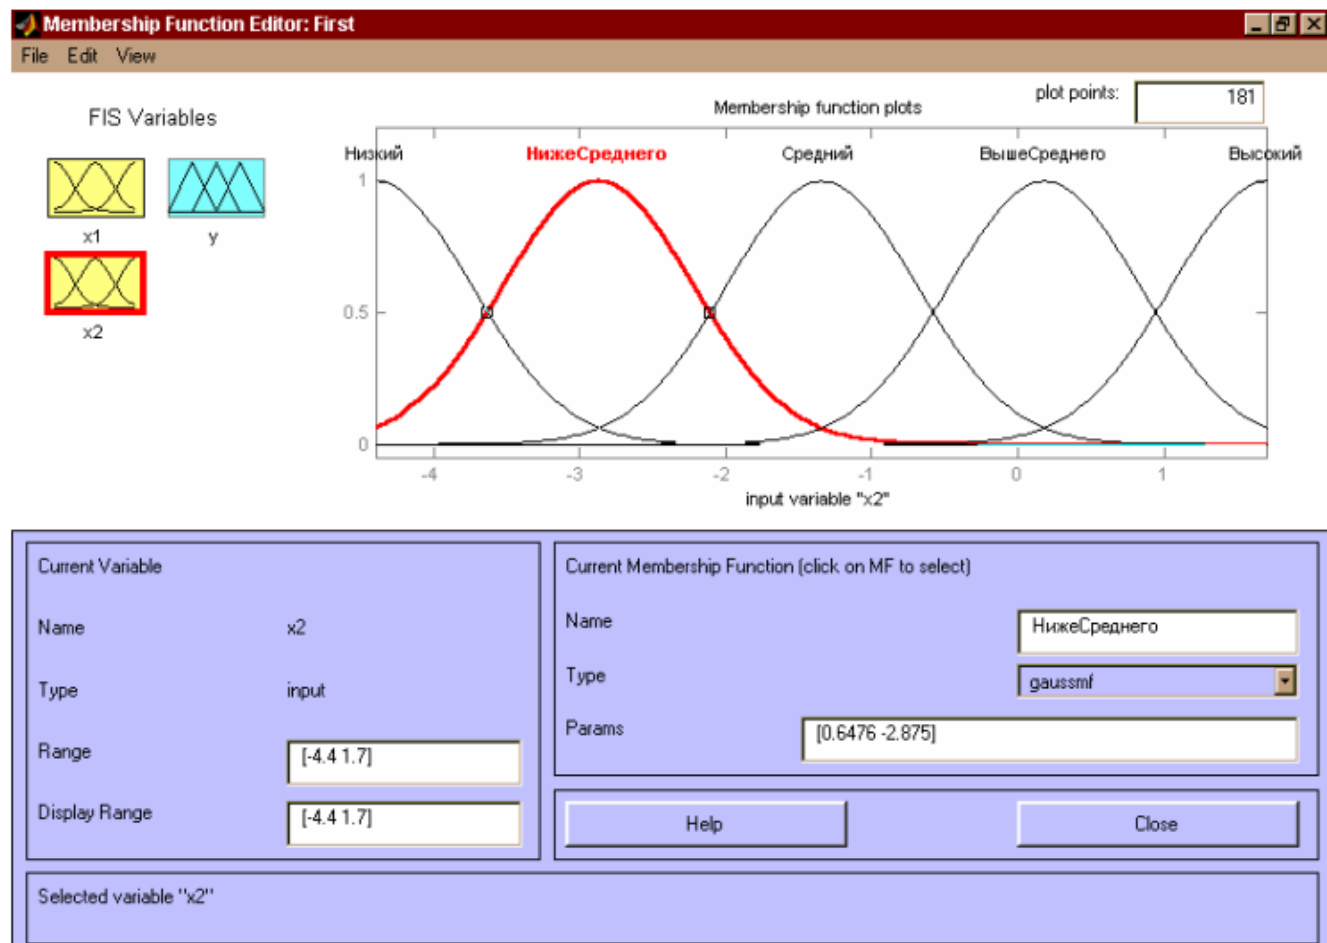 Membership Function Editor: First
File Edit View
FIS Variables
x1
y
x2
plot points:
181
Membership function plots
Низкий
НижеСреднего
Средний
ВышеСреднего
Высокий
1
0.5
0
-4 -3 -2 -1 0 1
input variable "x2"
Current Variable
Name x2
Type input
Range [-4.4 1.7]
Display Range [-4.4 1.7]
Current Membership Function (click on MF to select)
Name НижеСреднего
Type gaussmf
Params [0.6476 -2.875]
Help Close
Selected variable "x2"